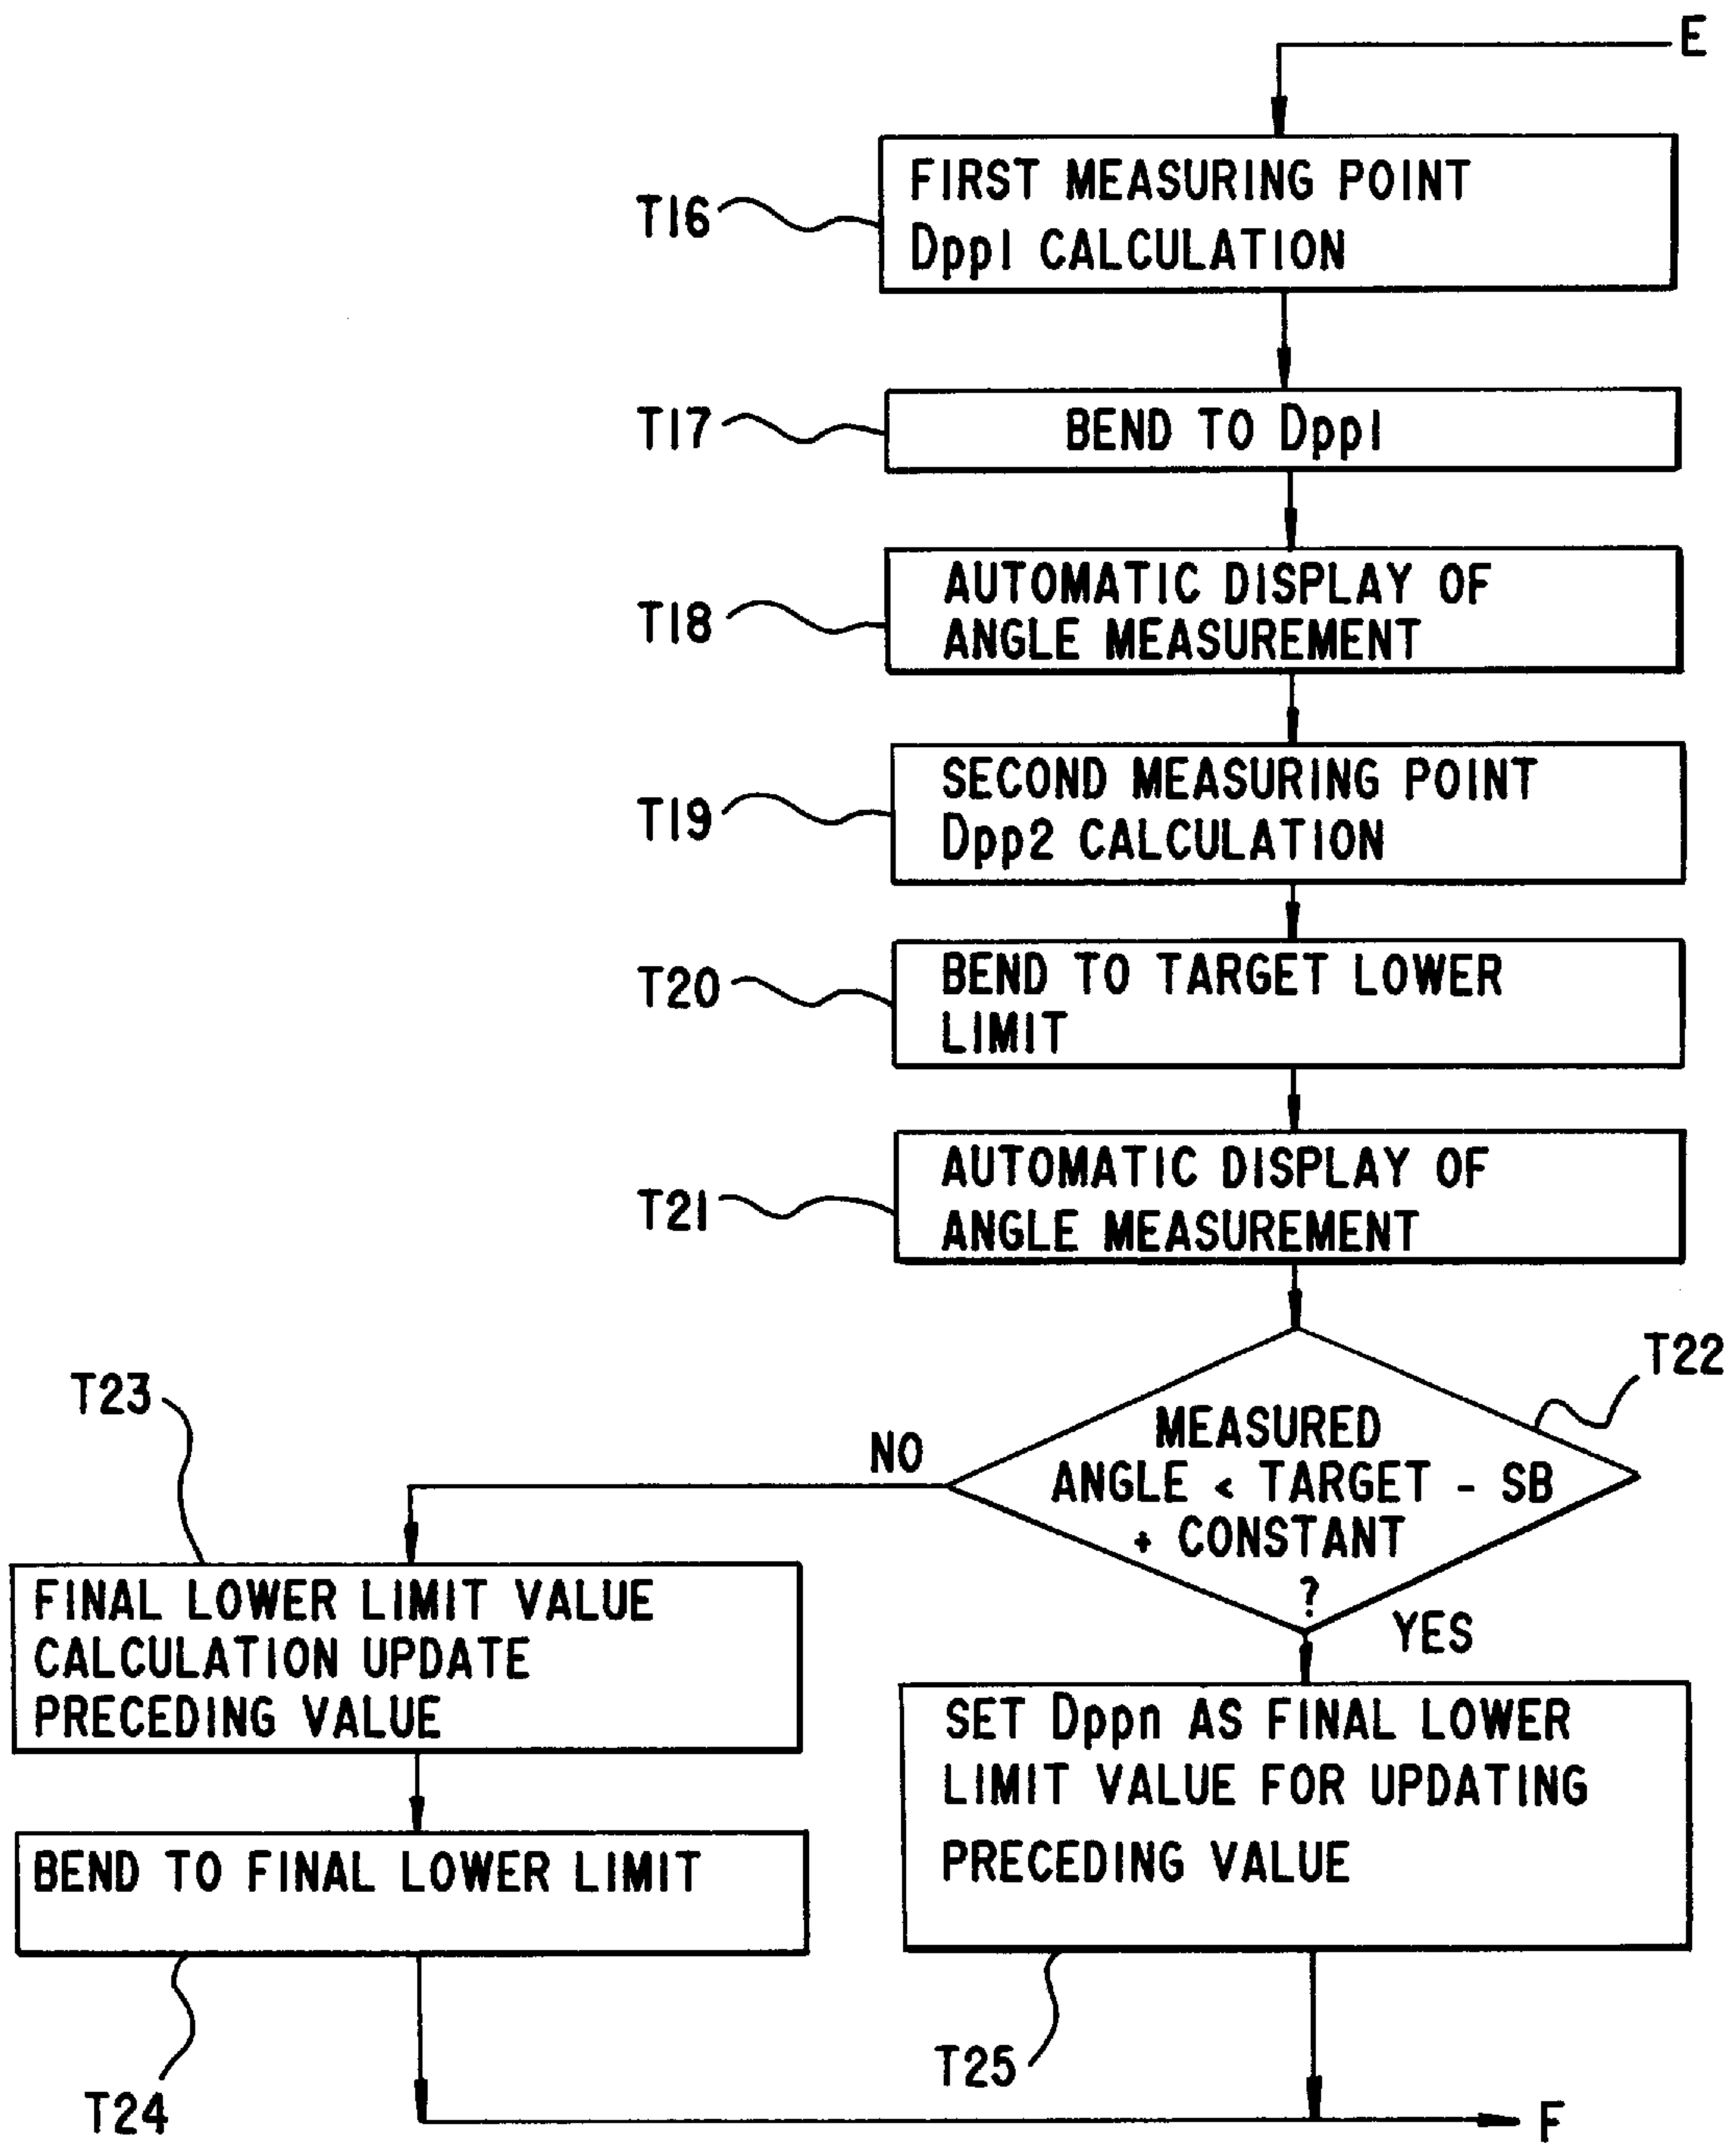 E
T16
FIRST MEASURING POINT
Dpp1 CALCULATION
T17
BEND TO Dpp1
T18
AUTOMATIC DISPLAY OF
ANGLE MEASUREMENT
T19
SECOND MEASURING POINT
Dpp2 CALCULATION
T20
BEND TO TARGET LOWER
LIMIT
T21
AUTOMATIC DISPLAY OF
ANGLE MEASUREMENT
T22
MEASURED
ANGLE < TARGET - SB
+ CONSTANT
?
NO
YES
T23
FINAL LOWER LIMIT VALUE
CALCULATION UPDATE
PRECEDING VALUE
SET Dppn AS FINAL LOWER
LIMIT VALUE FOR UPDATING
PRECEDING VALUE
BEND TO FINAL LOWER LIMIT
T24
T25
F